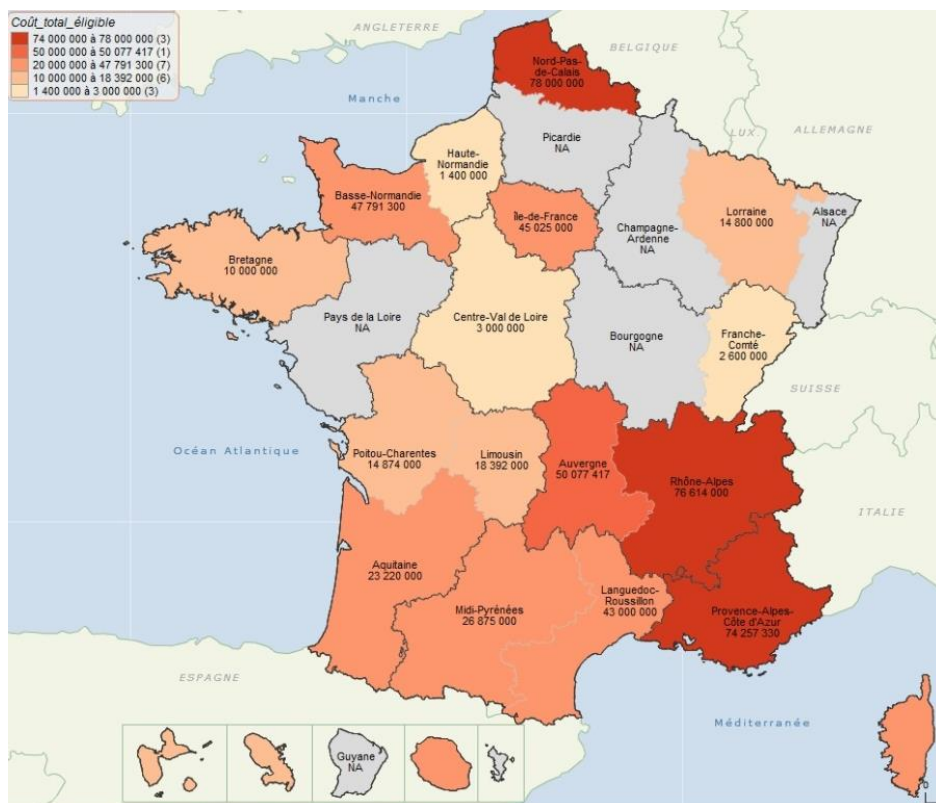 Coût_total_éligible
74 000 000 à 78 000 000 (3)
50 000 000 à 50 077 417 (1)
20 000 000 à 47 791 300 (7)
10 000 000 à 18 392 000 (6)
1 400 000 à 3 000 000 (3)
ANGLETERRE
BELGIQUE
Nord-Pas-
de-Calais
78 000 000
Manche
LUX.
ALLEMAGNE
Picardie
NA
Haute-
Normandie
1 400 000
Basse-Normandie
47 791 300
Île-de-France
45 025 000
Champagne-
Ardenne
NA
Lorraine
14 800 000
Alsace
NA
Bretagne
10 000 000
Pays de la Loire
NA
Centre-Val de Loire
3 000 000
Bourgogne
NA
Franche-
Comté
2 600 000
SUISSE
Océan Atlantique
Poitou-Charentes
14 874 000
Limousin
18 392 000
Auvergne
50 077 417
Rhône-Alpes
76 614 000
ITALIE
Aquitaine
23 220 000
Midi-Pyrénées
26 875 000
Languedoc-
Roussillon
43 000 000
Provence-Alpes-
Côte d'Azur
74 257 330
ESPAGNE
Méditerranée
Guyane
NA